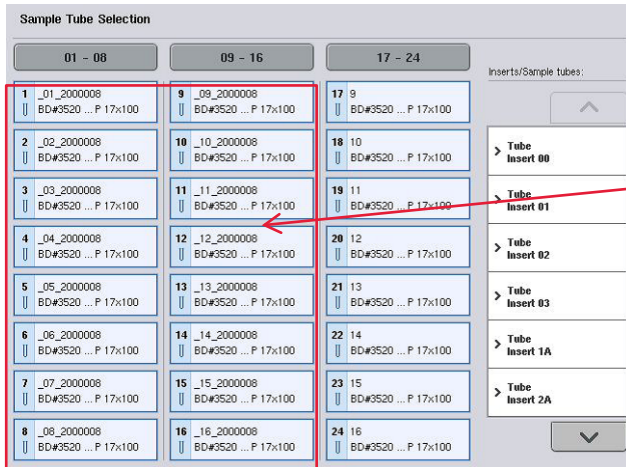 Sample Tube Selection
01 - 08
09 - 16
17 - 24
Inserts/Sample tubes:
1 _01_2000008
BD#3520 ... P 17x100
2 _02_2000008
BD#3520 ... P 17x100
3 _03_2000008
BD#3520 ... P 17x100
4 _04_2000008
BD#3520 ... P 17x100
5 _05_2000008
BD#3520 ... P 17x100
6 _06_2000008
BD#3520 ... P 17x100
7 _07_2000008
BD#3520 ... P 17x100
8 _08_2000008
BD#3520 ... P 17x100
9 _09_2000008
BD#3520 ... P 17x100
10 _10_2000008
BD#3520 ... P 17x100
11 _11_2000008
BD#3520 ... P 17x100
12 _12_2000008
BD#3520 ... P 17x100
13 _13_2000008
BD#3520 ... P 17x100
14 _14_2000008
BD#3520 ... P 17x100
15 _15_2000008
BD#3520 ... P 17x100
16 _16_2000008
BD#3520 ... P 17x100
17 9
BD#3520 ... P 17x100
18 10
BD#3520 ... P 17x100
19 11
BD#3520 ... P 17x100
20 12
BD#3520 ... P 17x100
21 13
BD#3520 ... P 17x100
22 14
BD#3520 ... P 17x100
23 15
BD#3520 ... P 17x100
24 16
BD#3520 ... P 17x100
Tube
Insert 00
Tube
Insert 01
Tube
Insert 02
Tube
Insert 03
Tube
Insert 1A
Tube
Insert 2A